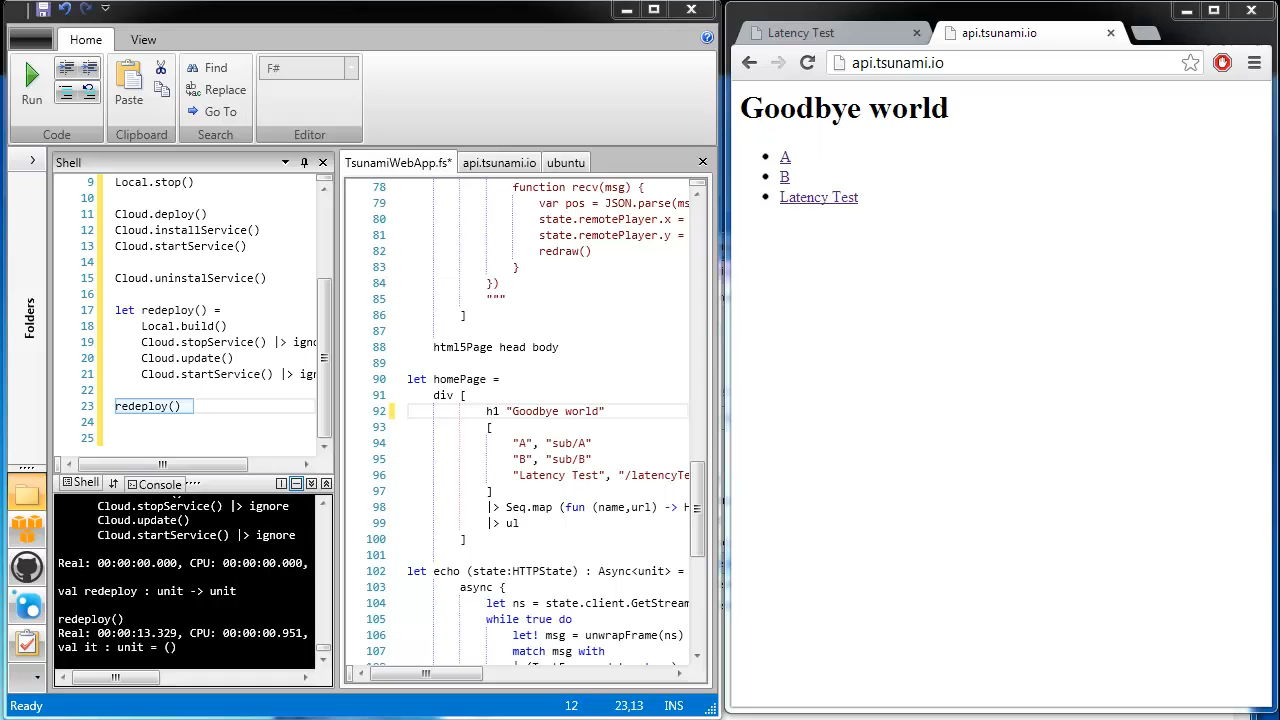 Home
View
Run
Paste
Find
Replace
Go To
F#
Code
Clipboard
Search
Editor
Folders
Shell
9 Local.stop()
10
11 Cloud.deploy()
12 Cloud.installService()
13 Cloud.startService()
14
15 Cloud.uninstalService()
16
17 let redeploy() =
18 Local.build()
19 Cloud.stopService() |> igno
20 Cloud.update()
21 Cloud.startService() |> ign
22
23 redeploy()
24
25
Shell
Console
Cloud.stopService() |> ignore
Cloud.update()
Cloud.startService() |> ignore
Real: 00:00:00.000, CPU: 00:00:00.000,
val redeploy : unit -> unit
redeploy()
Real: 00:00:13.329, CPU: 00:00:00.951,
val it : unit = ()
TsunamiWebApp.fs*
api.tsunami.io
ubuntu
78 function recv(msg) {
79 var pos = JSON.parse(ms
80 state.remotePlayer.x =
81 state.remotePlayer.y =
82 redraw()
83 }
84 })
85 """
86 ]
87
88 html5Page head body
89
90 let homePage =
91 div [
92 h1 "Goodbye world"
93 [
94 "A", "sub/A"
95 "B", "sub/B"
96 "Latency Test", "/latencyTe
97 ]
98 |> Seq.map (fun (name,url) -> H
99 |> ul
100 ]
101
102 let echo (state:HTTPState) : Async<unit> =
103 async {
104 let ns = state.client.GetStream
105 while true do
106 let! msg = unwrapFrame(ns)
107 match msg with
Ready
12
23,13
INS
Latency Test
api.tsunami.io
api.tsunami.io
Goodbye world
A
B
Latency Test